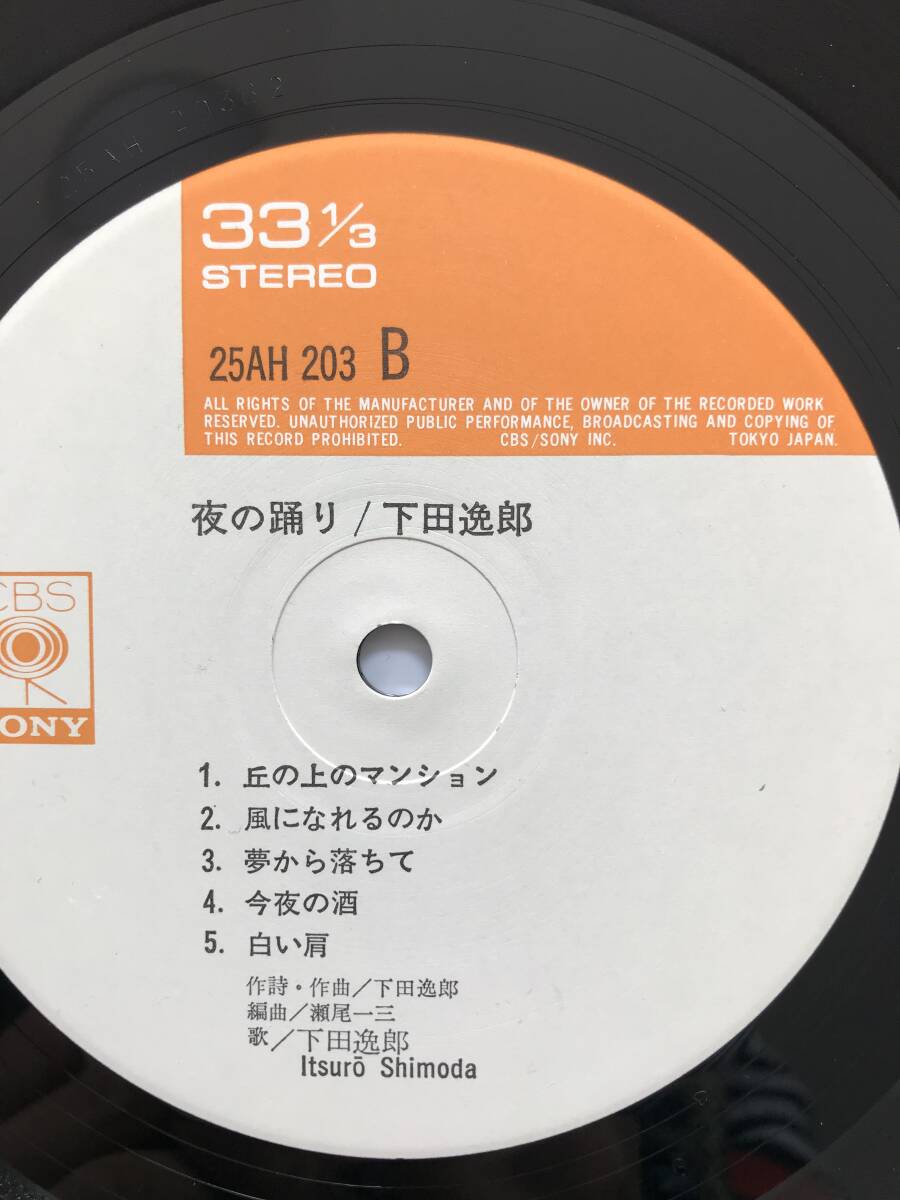 25AH 203B2
33 1/3
STEREO
25AH 203 B
ALL RIGHTS OF THE MANUFACTURER AND OF THE OWNER OF THE RECORDED WORK
RESERVED. UNAUTHORIZED PUBLIC PERFORMANCE, BROADCASTING AND COPYING OF
THIS RECORD PROHIBITED. CBS/SONY INC. TOKYO JAPAN.
夜の踊り/下田逸郎
CBS
SONY
1. 丘の上のマンション
2. 風になれるのか
3. 夢から落ちて
4. 今夜の酒
5. 白い肩
作詩・作曲/下田逸郎
編曲/瀬尾一三
歌/下田逸郎
Itsurō Shimoda